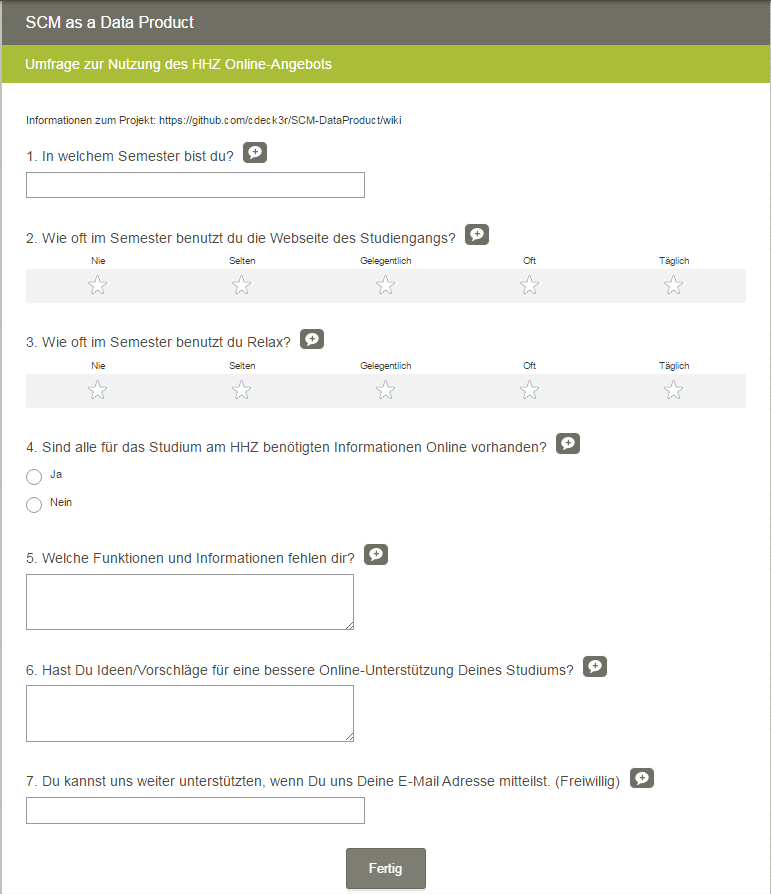 SCM as a Data Product
Umfrage zur Nutzung des HHZ Online-Angebots
Informationen zum Projekt: https://github.com/cdeck3r/SCM-DataProduct/wiki
1. In welchem Semester bist du?
2. Wie oft im Semester benutzt du die Webseite des Studiengangs?
Nie Selten Gelegentlich Oft Täglich
3. Wie oft im Semester benutzt du Relax?
Nie Selten Gelegentlich Oft Täglich
4. Sind alle für das Studium am HHZ benötigten Informationen Online vorhanden?
Ja
Nein
5. Welche Funktionen und Informationen fehlen dir?
6. Hast Du Ideen/Vorschläge für eine bessere Online-Unterstützung Deines Studiums?
7. Du kannst uns weiter unterstützten, wenn Du uns Deine E-Mail Adresse mitteilst. (Freiwillig)
Fertig